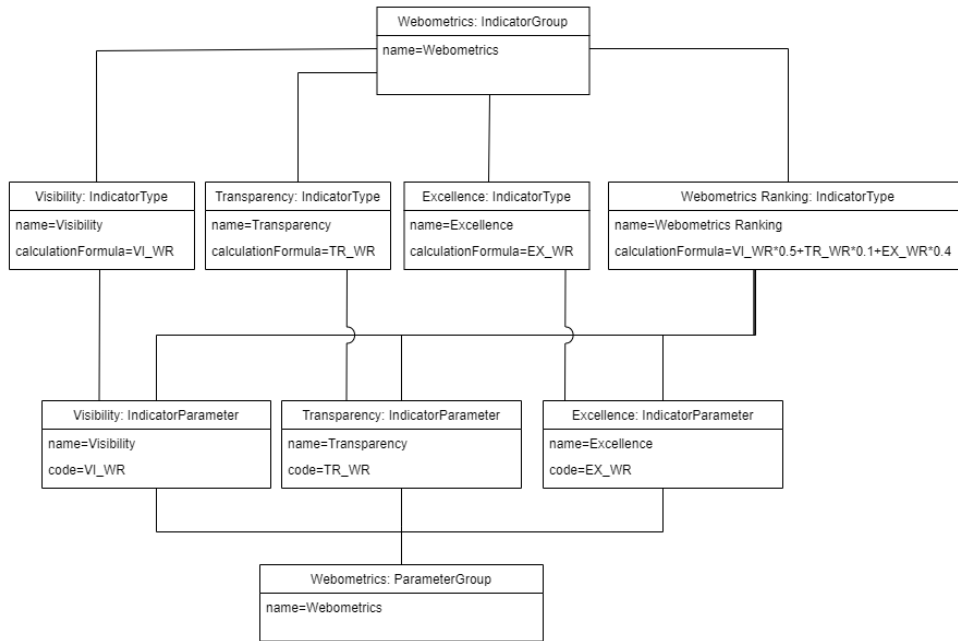 Webometrics: IndicatorGroup
name=Webometrics
Visibility: IndicatorType
name=Visibility
calculationFormula=VI_WR
Transparency: IndicatorType
name=Transparency
calculationFormula=TR_WR
Excellence: IndicatorType
name=Excellence
calculationFormula=EX_WR
Webometrics Ranking: IndicatorType
name=Webometrics Ranking
calculationFormula=VI_WR*0.5+TR_WR*0.1+EX_WR*0.4
Visibility: IndicatorParameter
name=Visibility
code=VI_WR
Transparency: IndicatorParameter
name=Transparency
code=TR_WR
Excellence: IndicatorParameter
name=Excellence
code=EX_WR
Webometrics: ParameterGroup
name=Webometrics